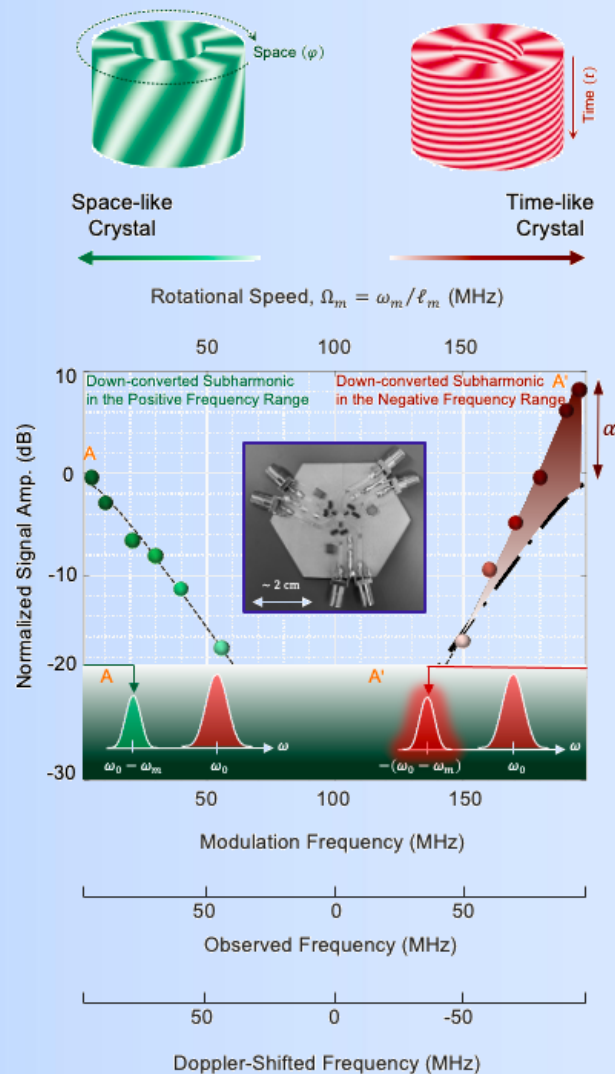 Space (φ)
Time (t)
Space-like
Crystal
Time-like
Crystal
Rotational Speed, Ωₘ = ωₘ/ℓₘ (MHz)
50
150
10
0
-10
-20
-30
Normalized Signal Amp. (dB)
Down-converted Subharmonic
in the Positive Frequency Range
A
Down-converted Subharmonic
in the Negative Frequency Range
A'
α
~ 2 cm
A
A'
ω
ω
ω₀ − ωₘ
ω₀
−(ω₀ − ωₘ)
ω₀
50
100
150
Modulation Frequency (MHz)
50
0
50
Observed Frequency (MHz)
50
0
-50
Doppler-Shifted Frequency (MHz)